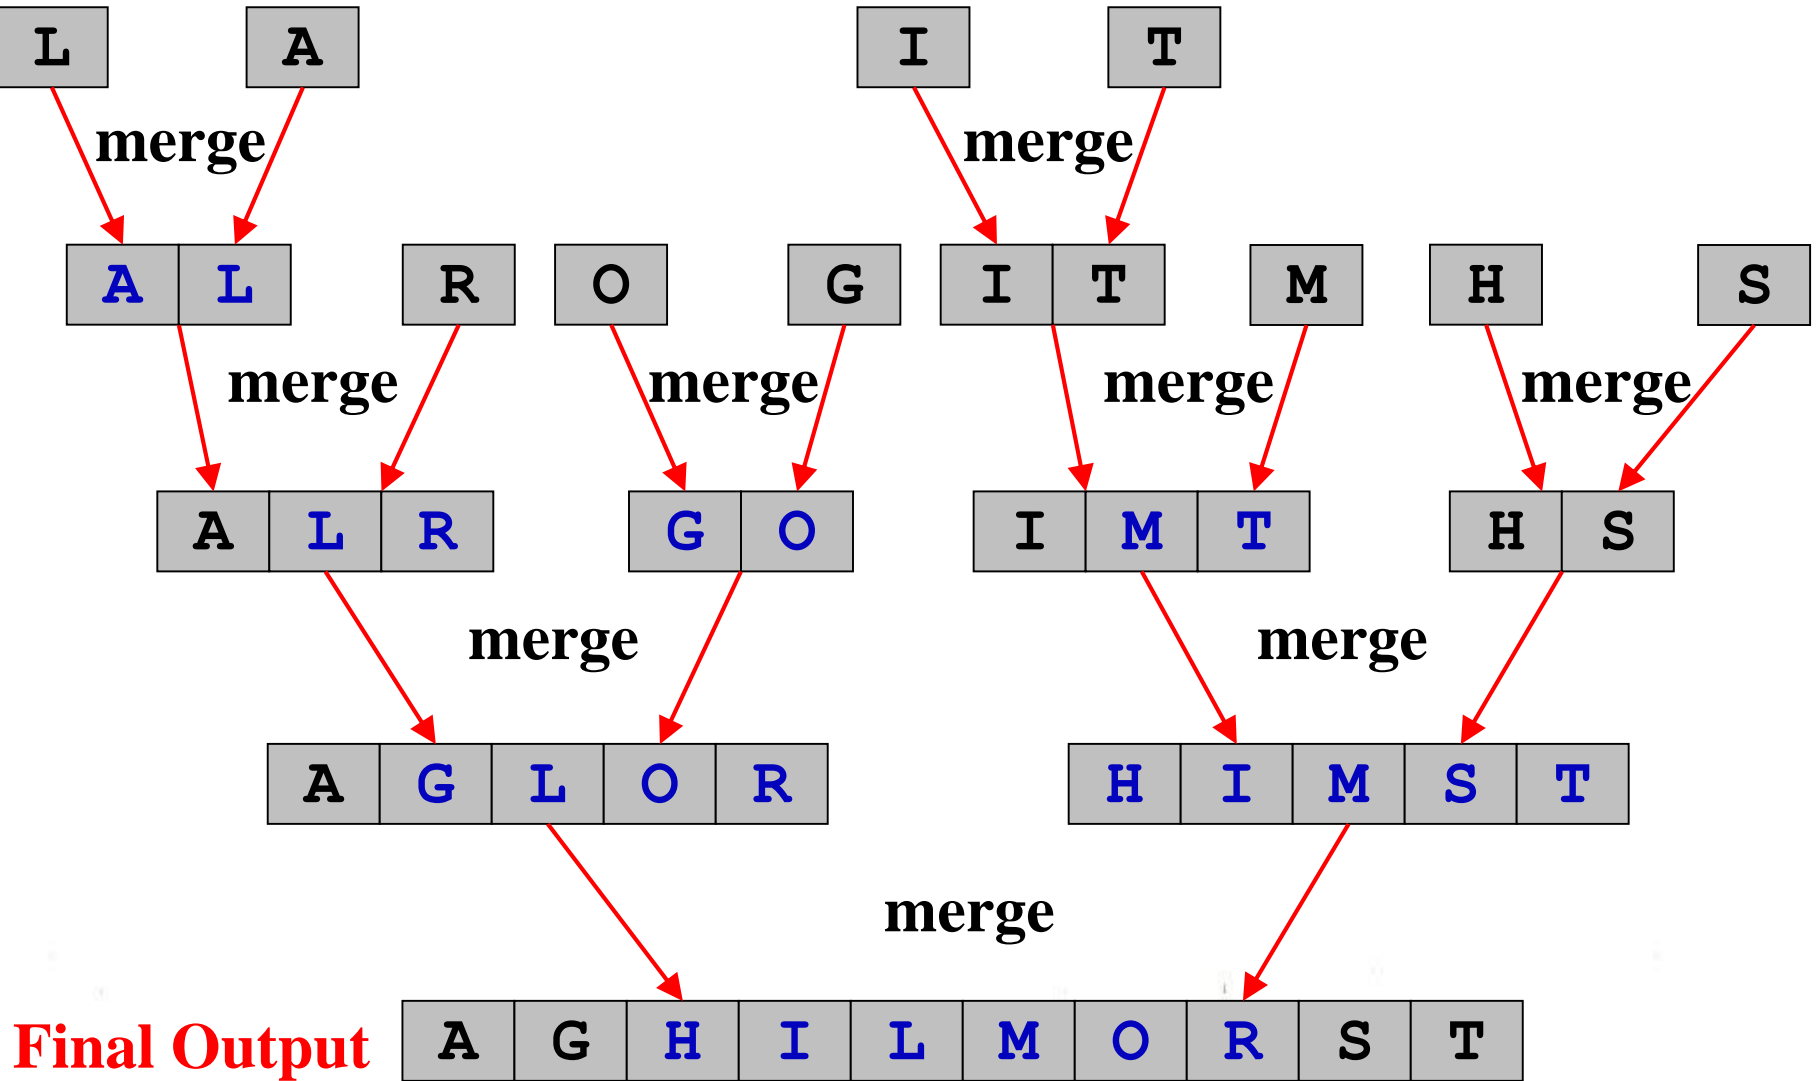 L A I T
merge merge
A L R O G I T M H S
merge merge merge merge
A L R G O I M T H S
merge merge
A G L O R H I M S T
merge
Final Output A G H I L M O R S T